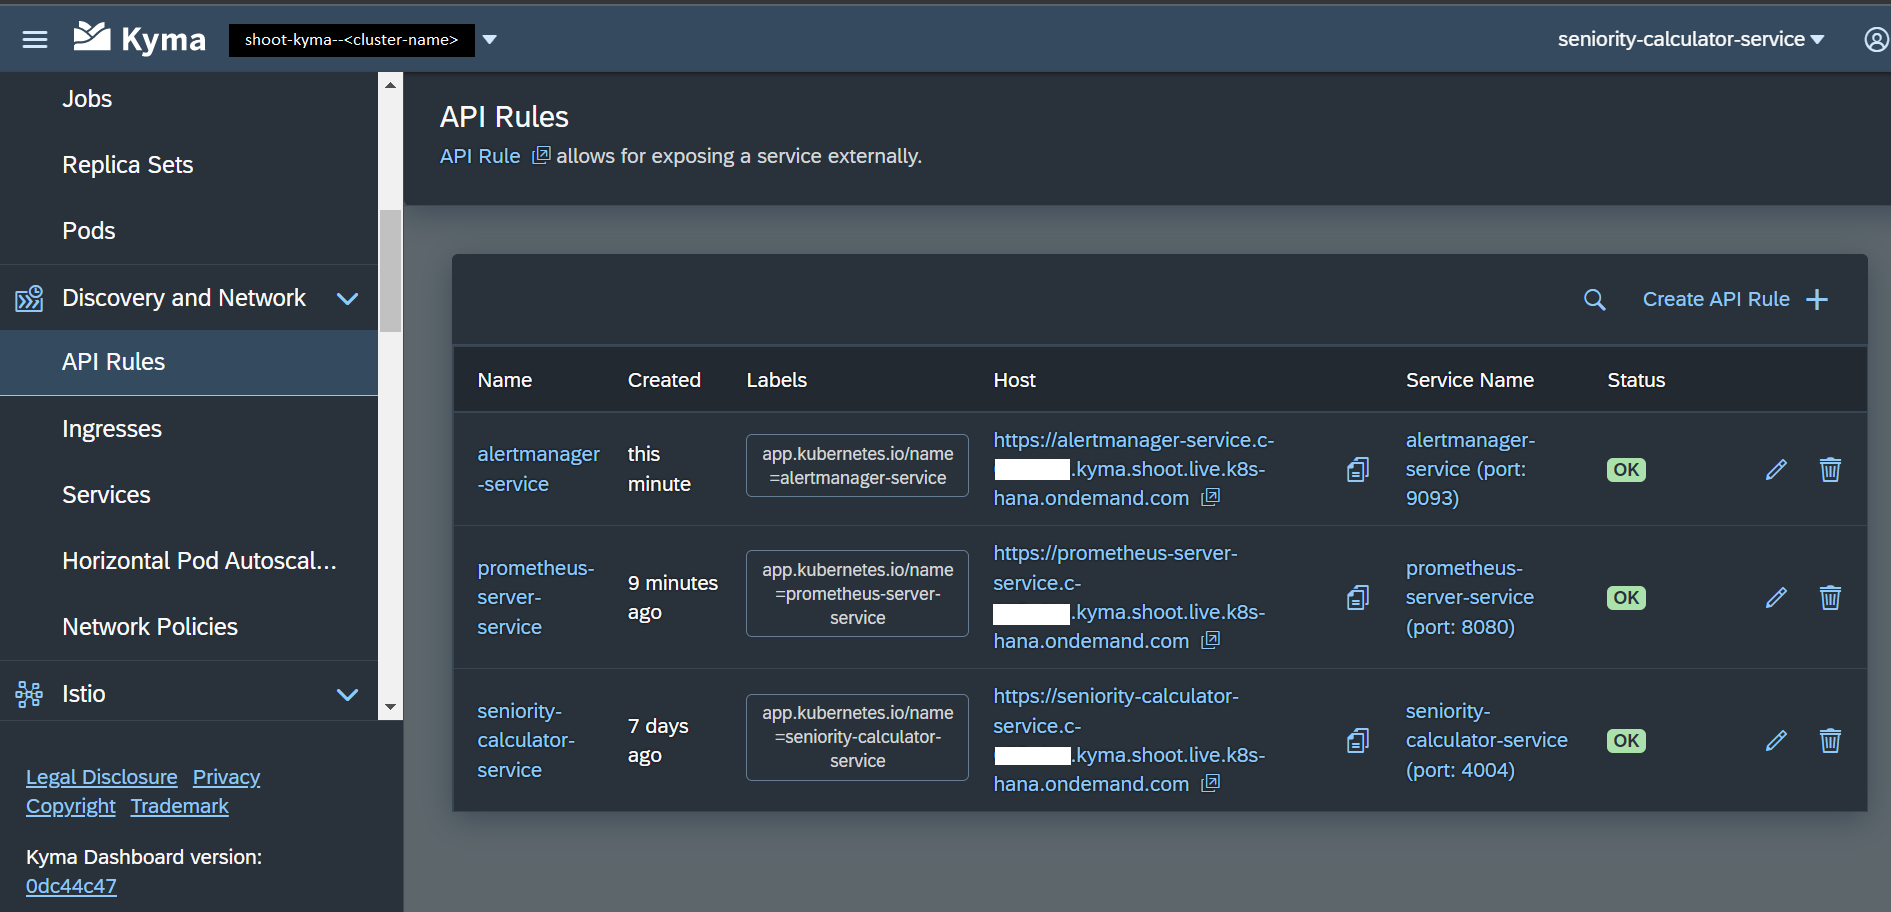 Kyma
shoot-kyma--<cluster-name>
seniority-calculator-service
Jobs
Replica Sets
Pods
Discovery and Network
API Rules
Ingresses
Services
Horizontal Pod Autoscal...
Network Policies
Istio
Legal Disclosure Privacy
Copyright Trademark
Kyma Dashboard version:
0dc44c47
API Rules
API Rule allows for exposing a service externally.
Create API Rule
Name Created Labels Host Service Name Status
alertmanager
-service
this
minute
app.kubernetes.io/name
=alertmanager-service
https://alertmanager-service.c-
.kyma.shoot.live.k8s-
hana.ondemand.com
alertmanager-
service (port:
9093)
OK
prometheus-
server-
service
9 minutes
ago
app.kubernetes.io/name
=prometheus-server-
service
https://prometheus-server-
service.c-
.kyma.shoot.live.k8s-
hana.ondemand.com
prometheus-
server-service
(port: 8080)
OK
seniority-
calculator-
service
7 days
ago
app.kubernetes.io/name
=seniority-calculator-
service
https://seniority-calculator-
service.c-
.kyma.shoot.live.k8s-
hana.ondemand.com
seniority-
calculator-service
(port: 4004)
OK